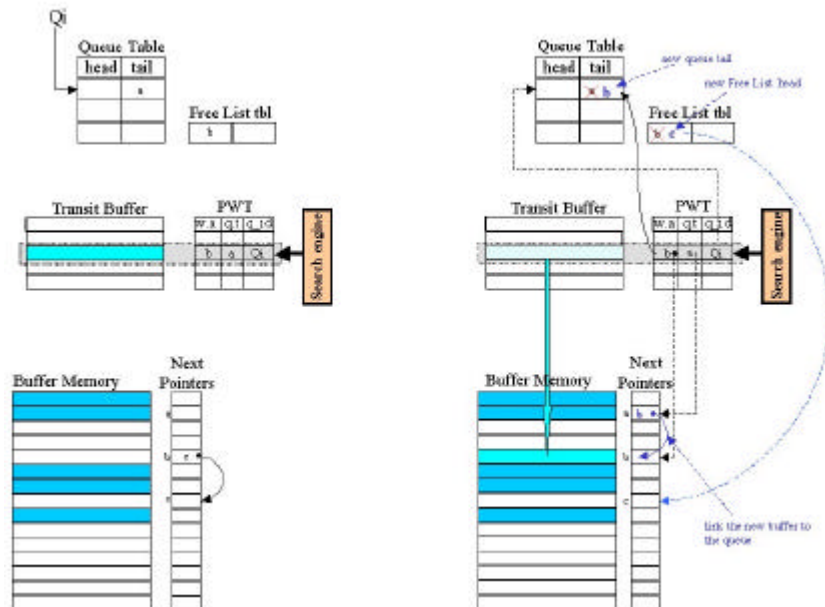 Qi
Queue Table
head tail
a
Free List tbl
b
Transit Buffer
PWT
w.a q.t q_id
b a Qi
Search engine
Next
Pointers
Buffer Memory
a
b c
c
Queue Table
new queue tail
head tail
a b
new Free List head
Free List tbl
b c
Transit Buffer
PWT
w.a q.t q_id
b a Qi
Search engine
Next
Pointers
Buffer Memory
a b
b
c
link the new buffer to
the queue